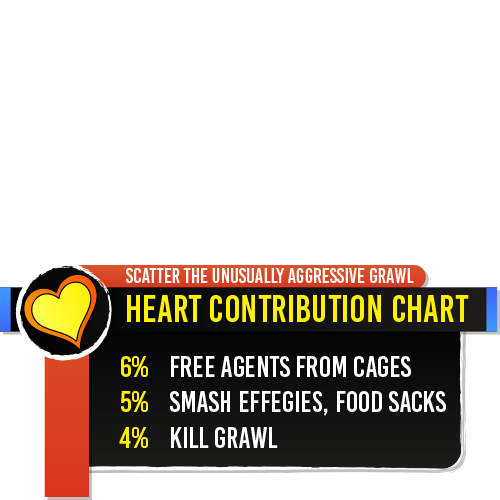 SCATTER THE UNUSUALLY AGGRESSIVE GRAWL
HEART CONTRIBUTION CHART
6% FREE AGENTS FROM CAGES
5% SMASH EFFEGIES, FOOD SACKS
4% KILL GRAWL